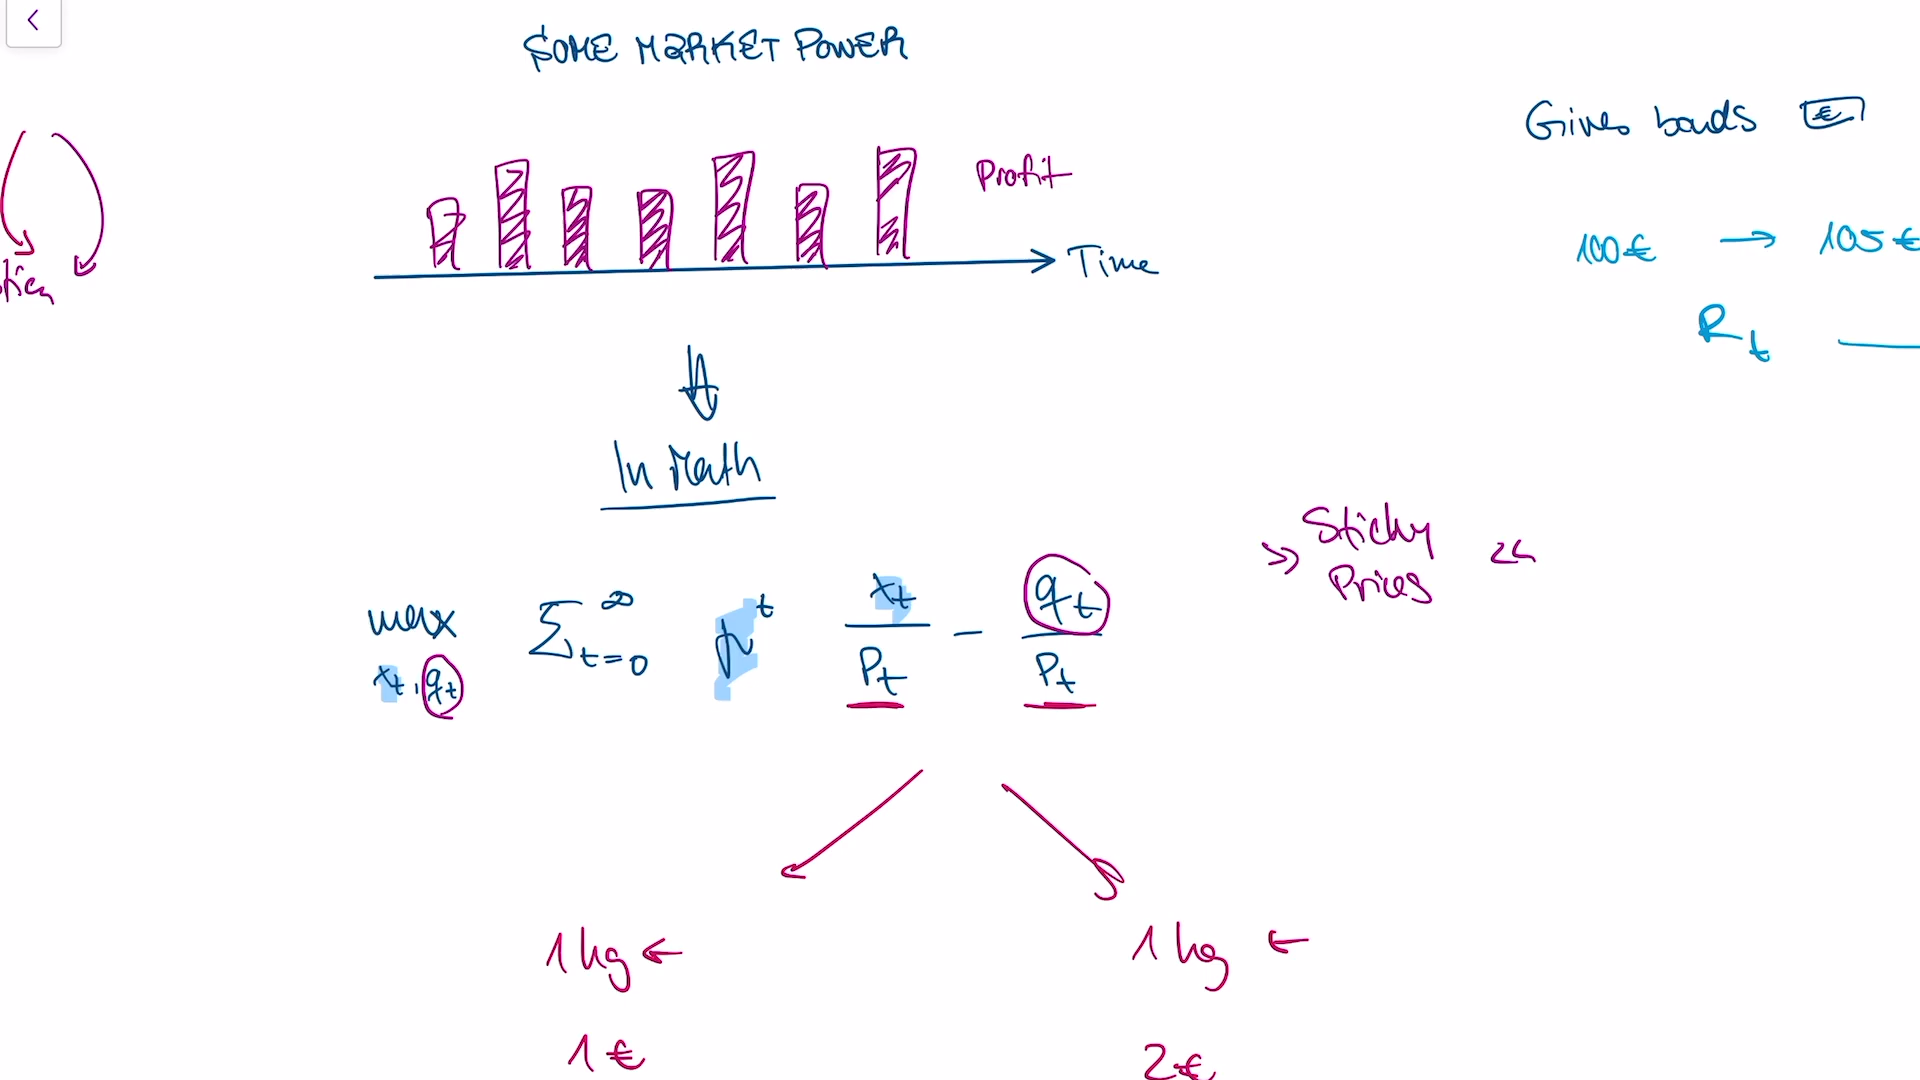 SOME MARKET POWER
Gives bonds €
Profit
100€ → 105€
Time
R_t
In Math
>> Sticky Prices <<
max x_t, q_t Σ_{t=0}^∞ β^t x_t/P_t - q_t/P_t
1 kg ←
1 kg ←
1 €
2 €